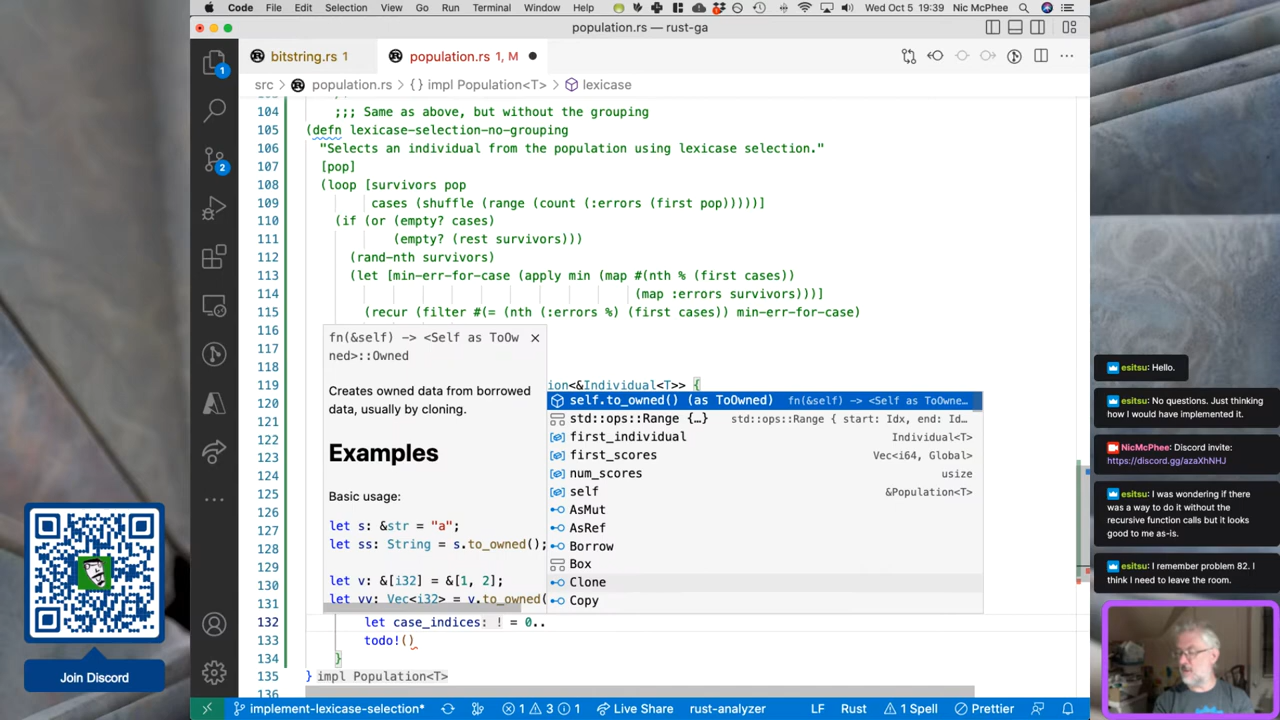 Code File Edit Selection View Go Run Terminal Window Help Wed Oct 5 19:39 Nic McPhee
population.rs — rust-ga
bitstring.rs 1
population.rs 1, M
src > population.rs > {} impl Population<T> > lexicase
104 ;;; Same as above, but without the grouping
105 (defn lexicase-selection-no-grouping
106 "Selects an individual from the population using lexicase selection."
107 [pop]
108 (loop [survivors pop
109 cases (shuffle (range (count (:errors (first pop)))))]
110 (if (or (empty? cases)
111 (empty? (rest survivors)))
112 (rand-nth survivors)
113 (let [min-err-for-case (apply min (map #(nth % (first cases))
114 (map :errors survivors)))]
115 (recur (filter #(= (nth (:errors %) (first cases)) min-err-for-case)
116
117
118
119 ion<&Individual<T>> {
120
121
122
123
124
125
126
127
128
129
130
131
132 let case_indices: ! = 0..
133 todo!()
134 }
135 } impl Population<T>
136
fn(&self) -> <Self as ToOw
ned>::Owned
Creates owned data from borrowed
data, usually by cloning.
Examples
Basic usage:
let s: &str = "a";
let ss: String = s.to_owned();
let v: &[i32] = &[1, 2];
let vv: Vec<i32> = v.to_owned(
self.to_owned() (as ToOwned) fn(&self) -> <Self as ToOwne…
std::ops::Range {…} std::ops::Range { start: Idx, end: Id…
first_individual Individual<T>
first_scores Vec<i64, Global>
num_scores usize
self &Population<T>
AsMut
AsRef
Borrow
Box
Clone
Copy
1
2
implement-lexicase-selection* 1 3 1 Live Share rust-analyzer LF Rust 1 Spell Prettier
Join Discord
esitsu: Hello.
esitsu: No questions. Just thinking
how I would have implemented it.
NicMcPhee: Discord invite:
https://discord.gg/azaXhNHJ
esitsu: I was wondering if there
was a way to do it without the
recursive function calls but it looks
good to me as-is.
esitsu: I remember problem 82. I
think I need to leave the room.